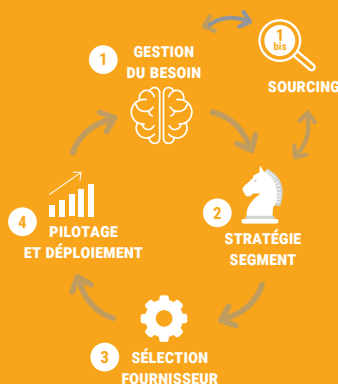 1
GESTION
DU BESOIN
1
bis
SOURCING
2
STRATÉGIE
SEGMENT
3
SÉLECTION
FOURNISSEUR
4
PILOTAGE
ET DÉPLOIEMENT